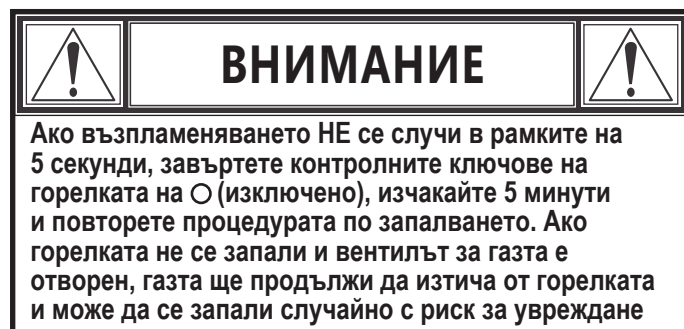 ВНИМАНИЕ
Ако възпламеняването НЕ се случи в рамките на
5 секунди, завъртете контролните ключове на
горелката на ○ (изключено), изчакайте 5 минути
и повторете процедурата по запалването. Ако
горелката не се запали и вентилът за газта е
отворен, газта ще продължи да изтича от горелката
и може да се запали случайно с риск за увреждане